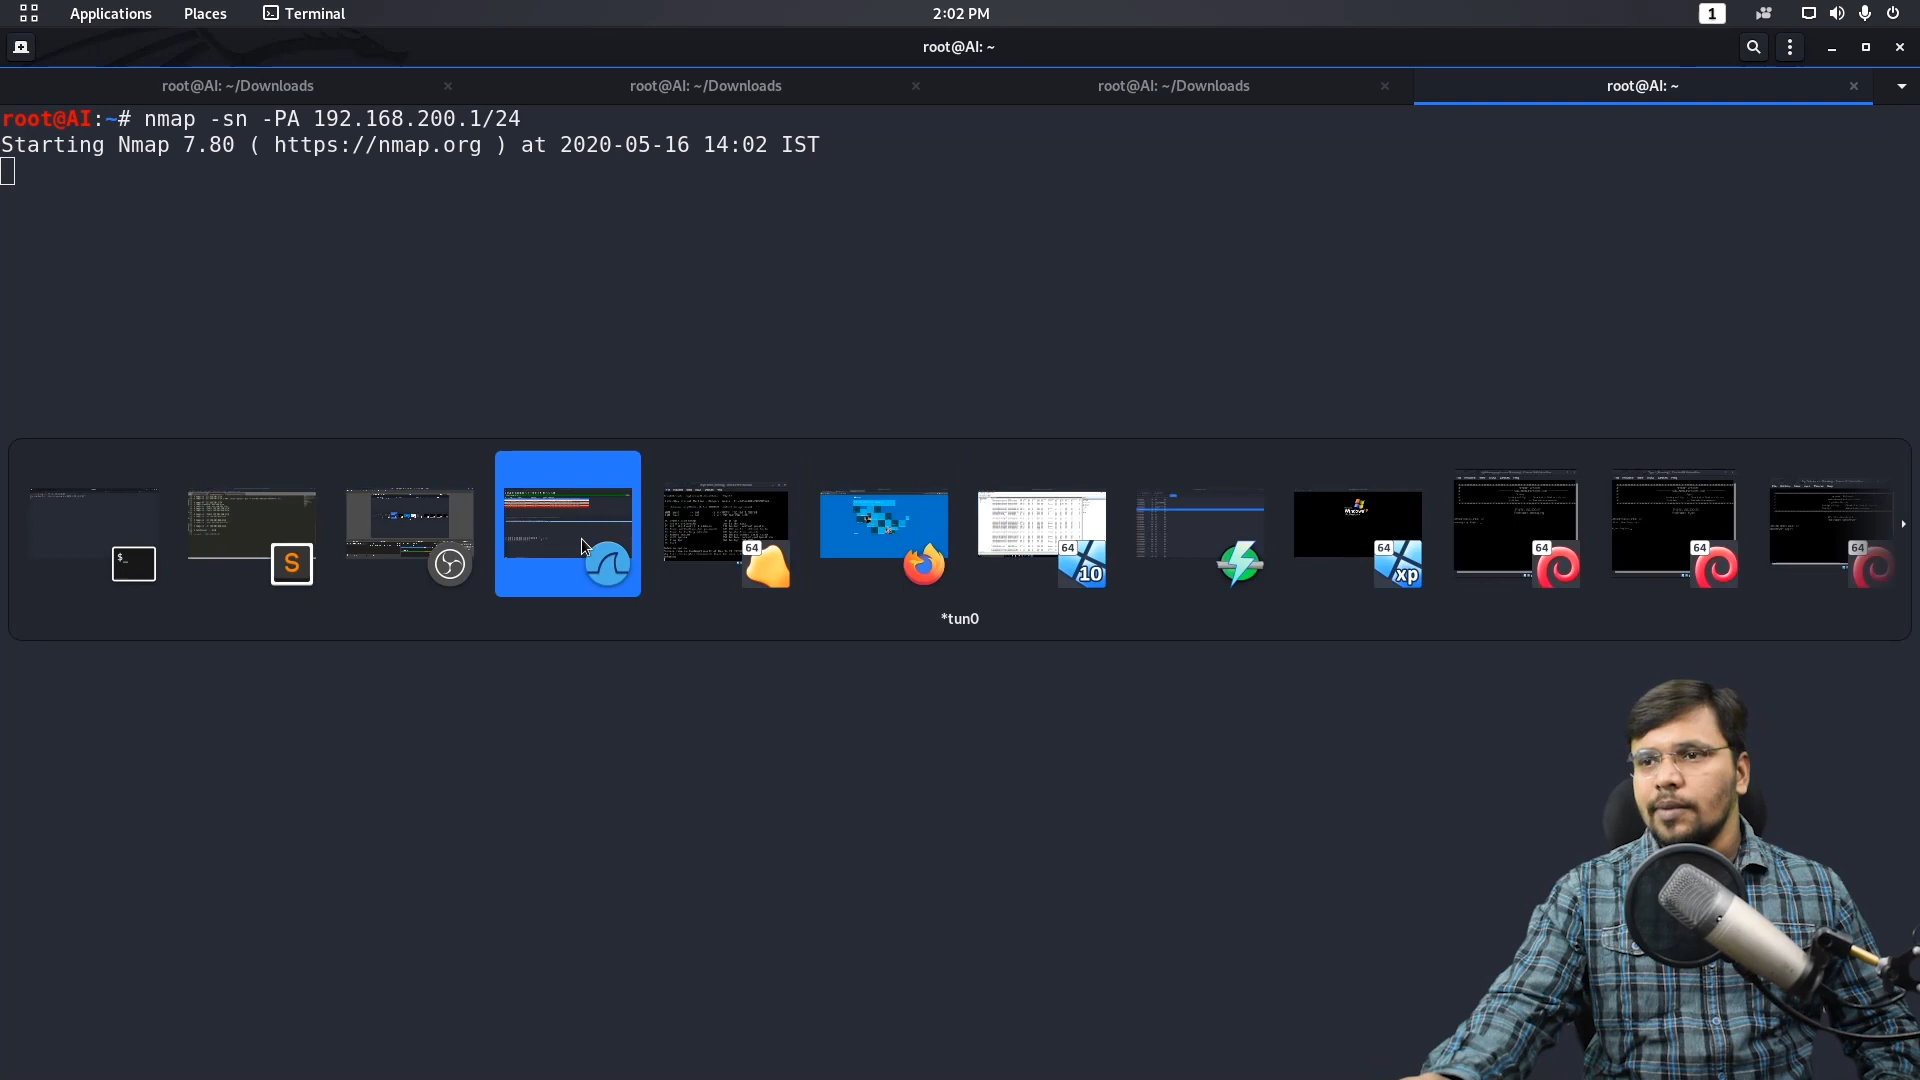 Applications Places Terminal 2:02 PM 1
root@AI: ~
root@AI: ~/Downloads × root@AI: ~/Downloads × root@AI: ~/Downloads × root@AI: ~ ×
root@AI:~# nmap -sn -PA 192.168.200.1/24
Starting Nmap 7.80 ( https://nmap.org ) at 2020-05-16 14:02 IST
$_ S 64 64 10 64 xp 64 64 64
*tun0